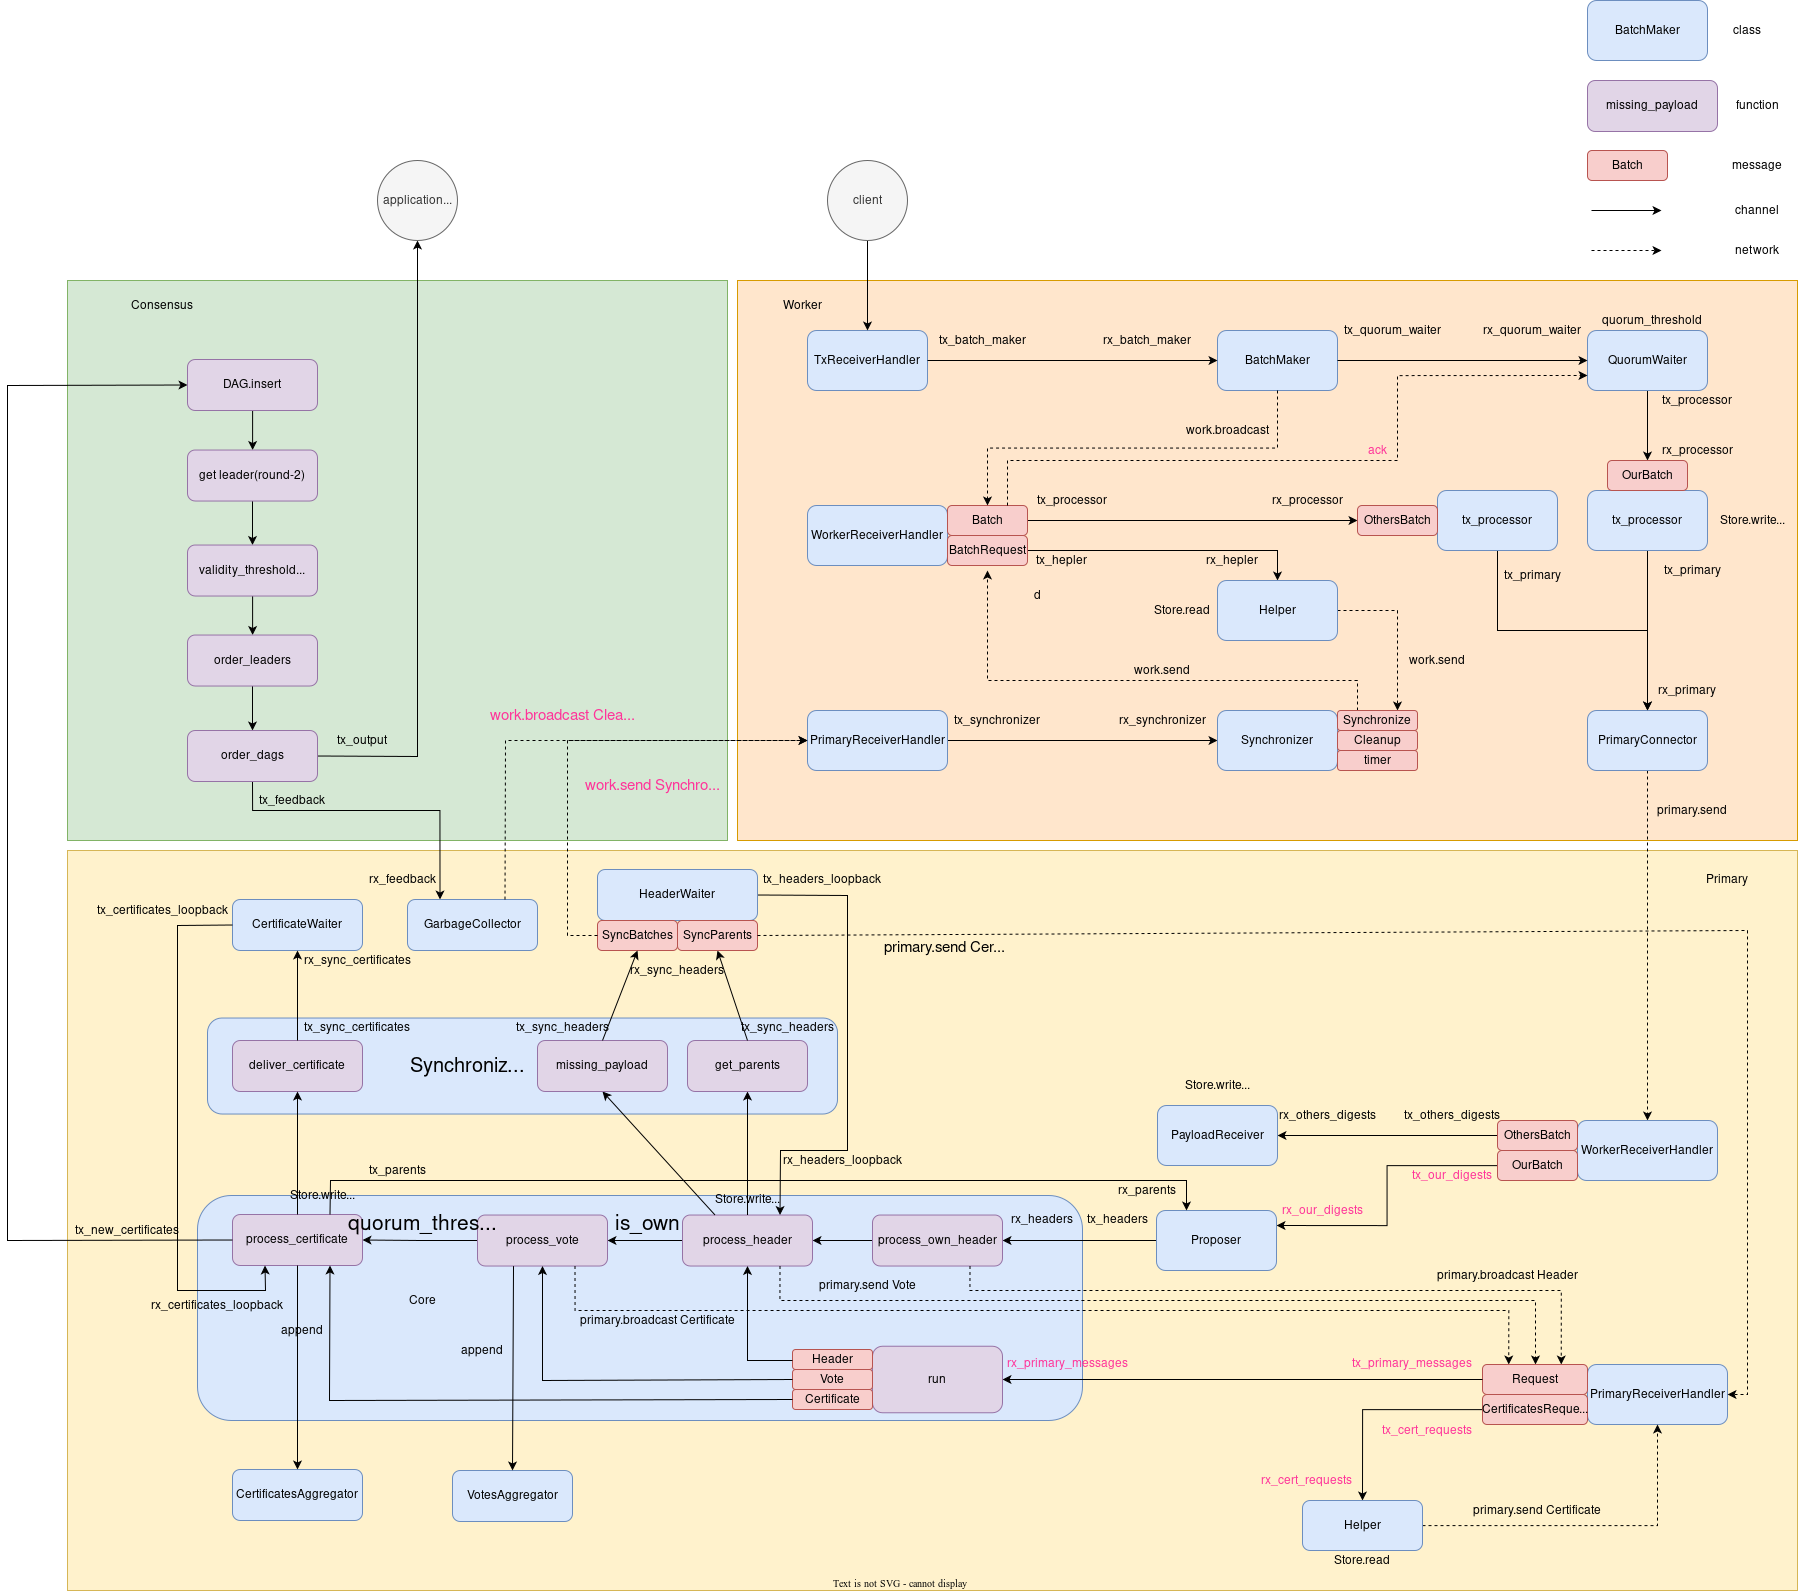 BatchMaker
class
missing_payload
function
Batch
message
channel
network
application...
client
Consensus
DAG.insert
get leader(round-2)
validity_threshold...
order_leaders
order_dags
tx_output
tx_feedback
work.broadcast Clea...
work.send Synchro...
Worker
TxReceiverHandler
tx_batch_maker
rx_batch_maker
BatchMaker
tx_quorum_waiter
rx_quorum_waiter
quorum_threshold
QuorumWaiter
tx_processor
rx_processor
OurBatch
work.broadcast
ack
WorkerReceiverHandler
Batch
BatchRequest
tx_processor
rx_processor
OthersBatch
tx_processor
tx_processor
Store.write...
tx_hepler
rx_hepler
d
Store.read
Helper
tx_primary
tx_primary
work.send
work.send
rx_primary
PrimaryReceiverHandler
tx_synchronizer
rx_synchronizer
Synchronizer
Synchronize
Cleanup
timer
PrimaryConnector
primary.send
Primary
rx_feedback
GarbageCollector
tx_certificates_loopback
CertificateWaiter
rx_sync_certificates
HeaderWaiter
SyncBatches
SyncParents
tx_headers_loopback
primary.send Cer...
rx_sync_headers
tx_sync_certificates
tx_sync_headers
tx_sync_headers
deliver_certificate
Synchroniz...
missing_payload
get_parents
Store.write...
PayloadReceiver
rx_others_digests
tx_others_digests
OthersBatch
OurBatch
WorkerReceiverHandler
tx_our_digests
rx_our_digests
rx_headers_loopback
tx_parents
rx_parents
Store.write...
Store.write...
tx_new_certificates
process_certificate
quorum_thres...
process_vote
is_own
process_header
process_own_header
rx_headers
tx_headers
Proposer
primary.send Vote
primary.broadcast Header
rx_certificates_loopback
Core
primary.broadcast Certificate
append
append
Header
Vote
Certificate
run
rx_primary_messages
tx_primary_messages
Request
CertificatesReque...
PrimaryReceiverHandler
tx_cert_requests
rx_cert_requests
CertificatesAggregator
VotesAggregator
Helper
primary.send Certificate
Store.read
Text is not SVG - cannot display